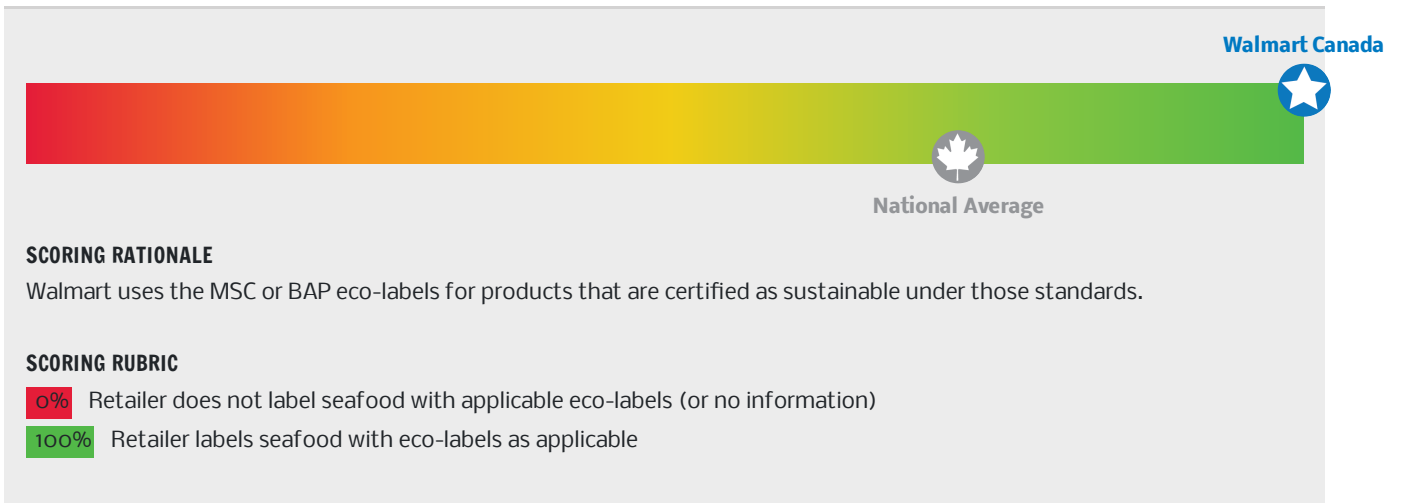 Walmart Canada
National Average
SCORING RATIONALE
Walmart uses the MSC or BAP eco-labels for products that are certified as sustainable under those standards.
SCORING RUBRIC
0% Retailer does not label seafood with applicable eco-labels (or no information)
100% Retailer labels seafood with eco-labels as applicable